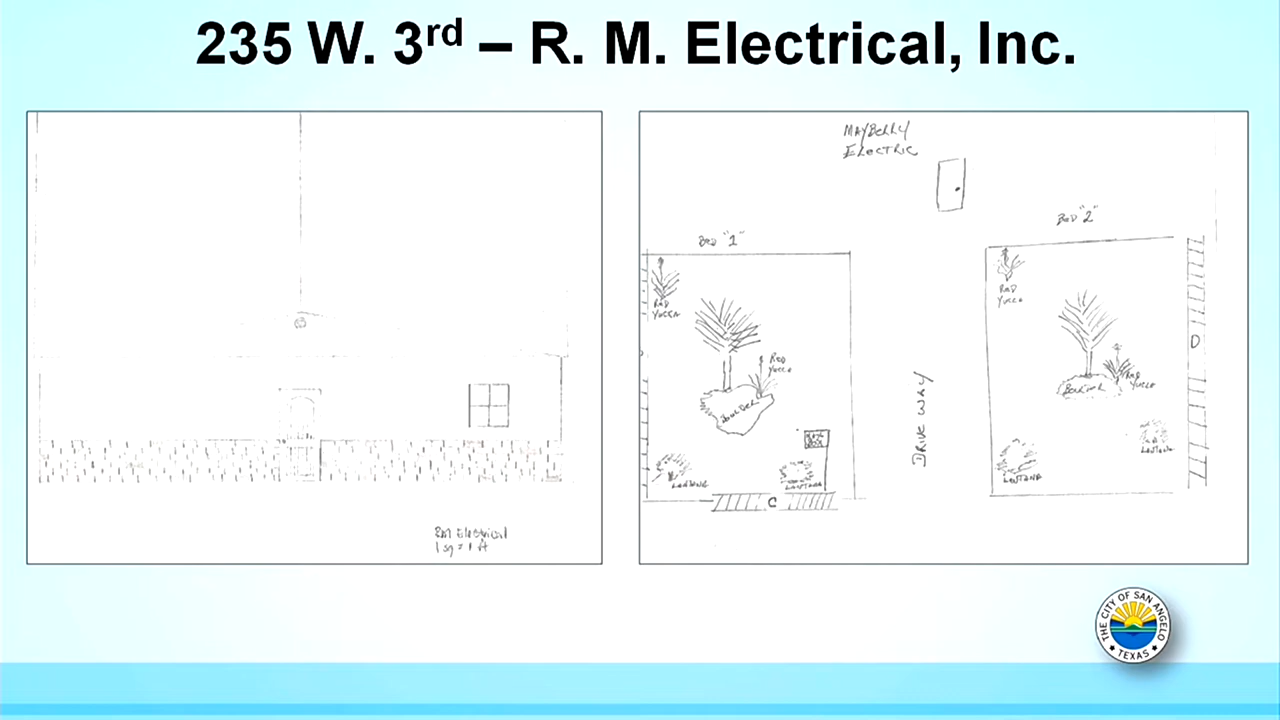 235 W. 3rd – R. M. Electrical, Inc.
RM Electrical
1 sq = 1 ft
MAYBERRY
ELECTRIC
BED "1"
BED "2"
RED
YUCCA
RED
YUCCA
RED
YUCCA
RED
YUCCA
BOULDER
BOULDER
D
DRIVE WAY
LANTANA
LANTANA
LANTANA
LANTANA
C
THE CITY OF SAN ANGELO
TEXAS